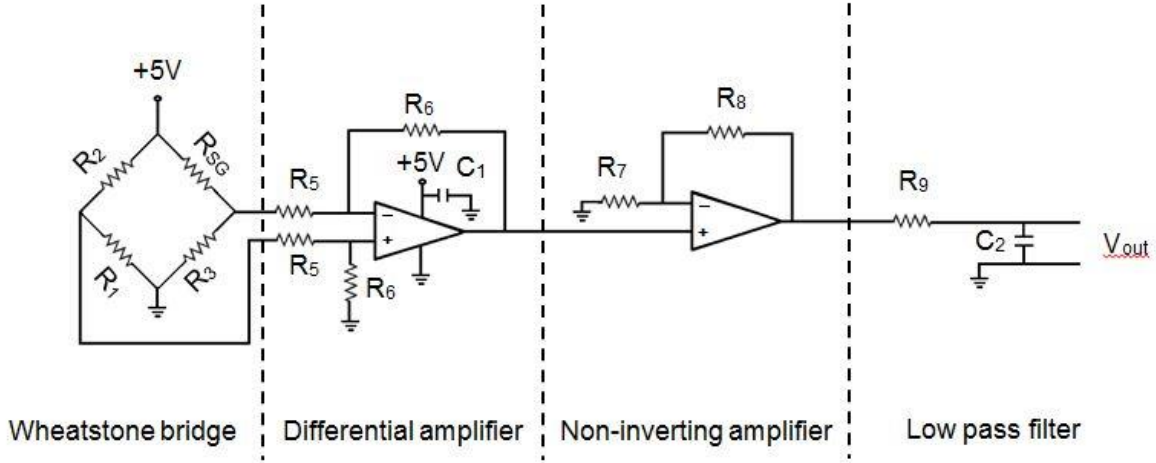 +5V
R2
RSG
R1
R3
R5
R5
R6
+5V
C1
−
+
R6
R7
R8
−
+
R9
C2
Vout
Wheatstone bridge
Differential amplifier
Non-inverting amplifier
Low pass filter